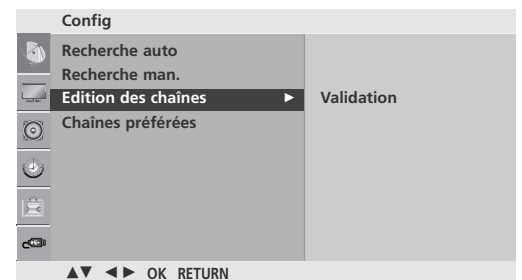 Config
Recherche auto
Recherche man.
Edition des chaînes ► Validation
Chaînes préférées
▲▼ ◄► OK RETURN